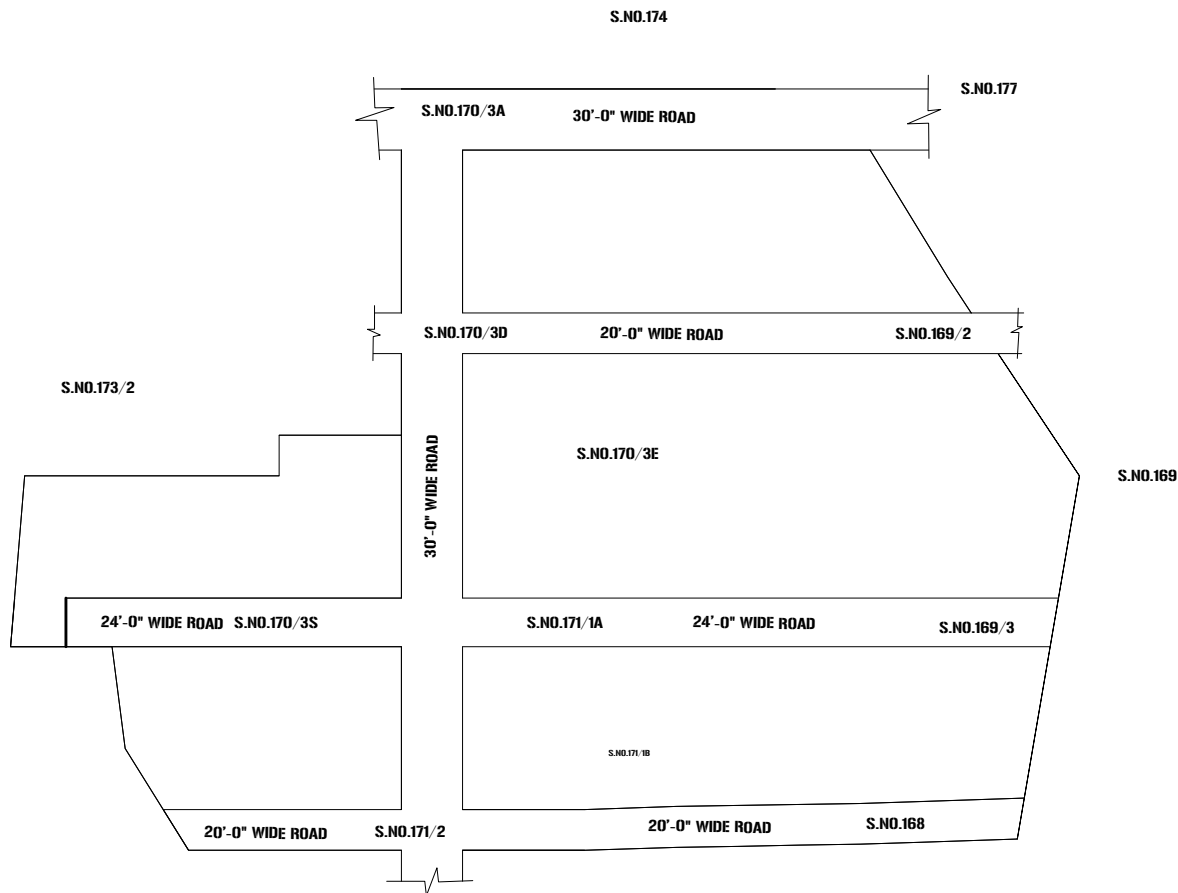 S.NO.174
S.NO.177
S.NO.170/3A
30'-0" WIDE ROAD
S.NO.170/3D
20'-0" WIDE ROAD
S.NO.169/2
S.NO.173/2
30'-0" WIDE ROAD
S.NO.170/3E
S.NO.169
24'-0" WIDE ROAD
S.NO.170/3S
S.NO.171/1A
24'-0" WIDE ROAD
S.NO.169/3
S.NO.171/1B
20'-0" WIDE ROAD
S.NO.171/2
20'-0" WIDE ROAD
S.NO.168